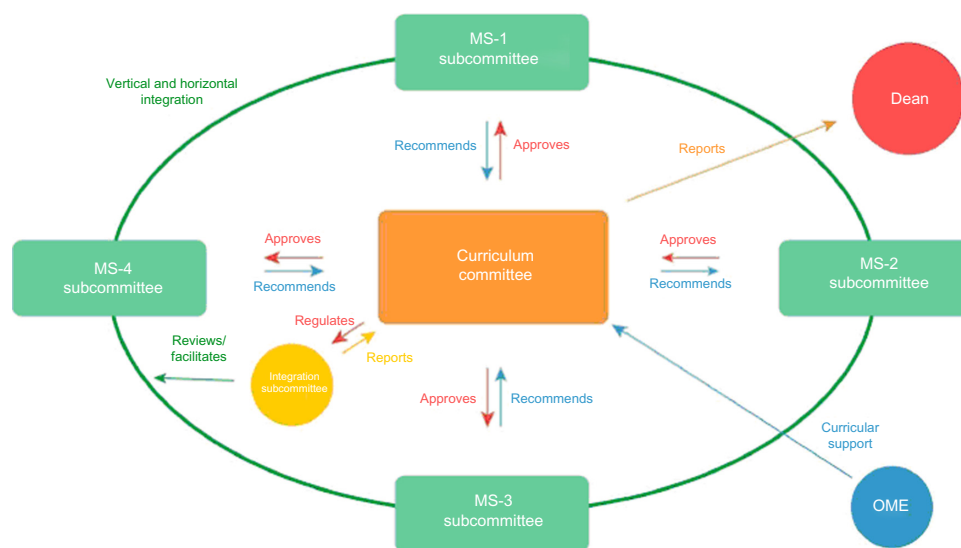 MS-1
subcommittee
Vertical and horizontal
integration
Dean
Recommends
Approves
Reports
MS-4
subcommittee
Approves
Recommends
Curriculum
committee
Approves
Recommends
MS-2
subcommittee
Regulates
Reports
Reviews/
facilitates
Integration
subcommittee
Approves
Recommends
Curricular
support
MS-3
subcommittee
OME